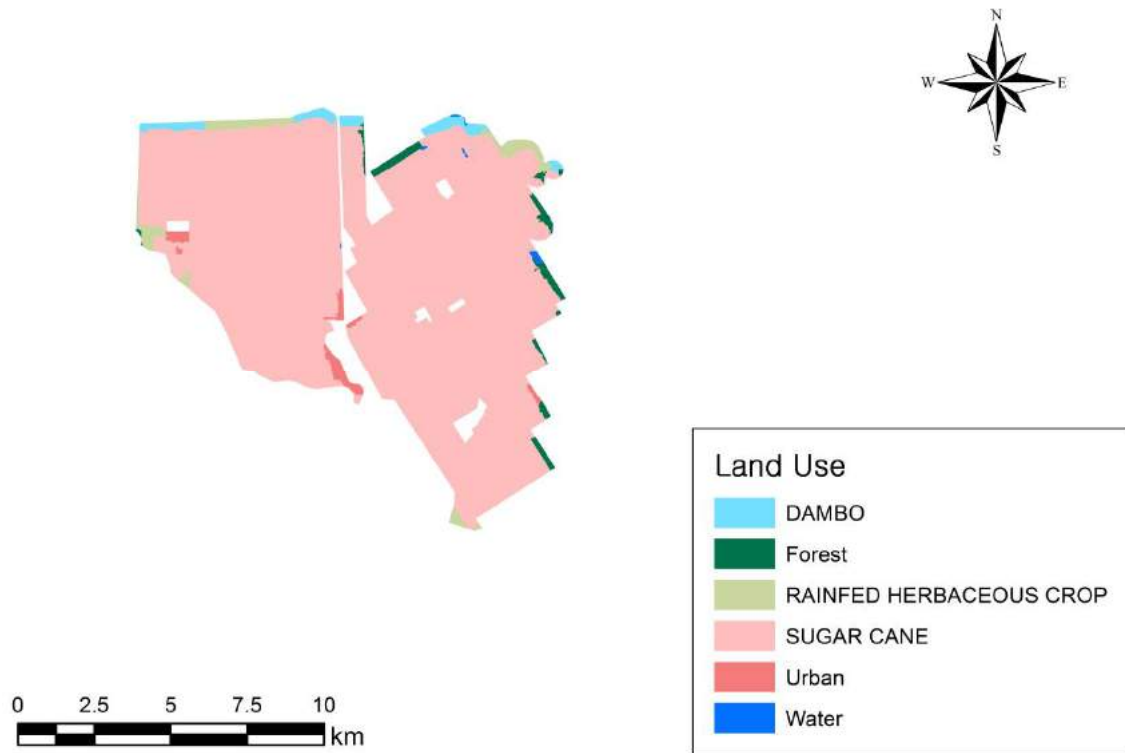 N
W E
S
Land Use
DAMBO
Forest
RAINFED HERBACEOUS CROP
SUGAR CANE
Urban
Water
0 2.5 5 7.5 10
km